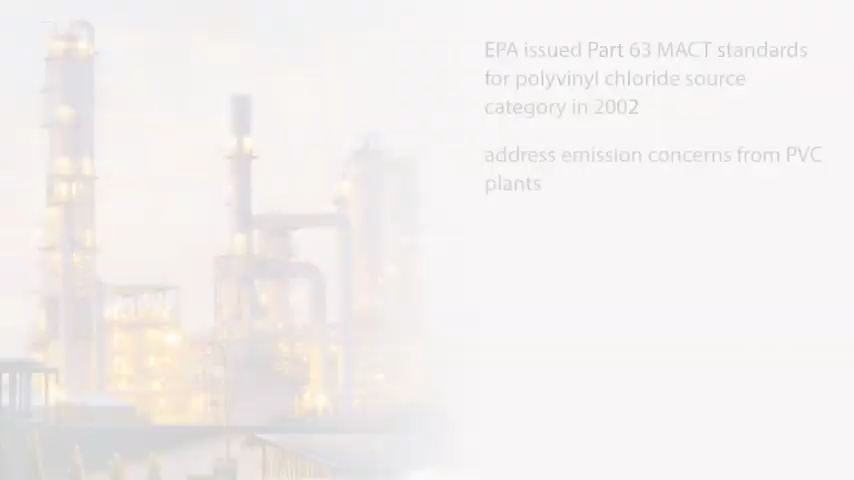 EPA issued Part 63 MACT standards
for polyvinyl chloride source
category in 2002
address emission concerns from PVC
plants